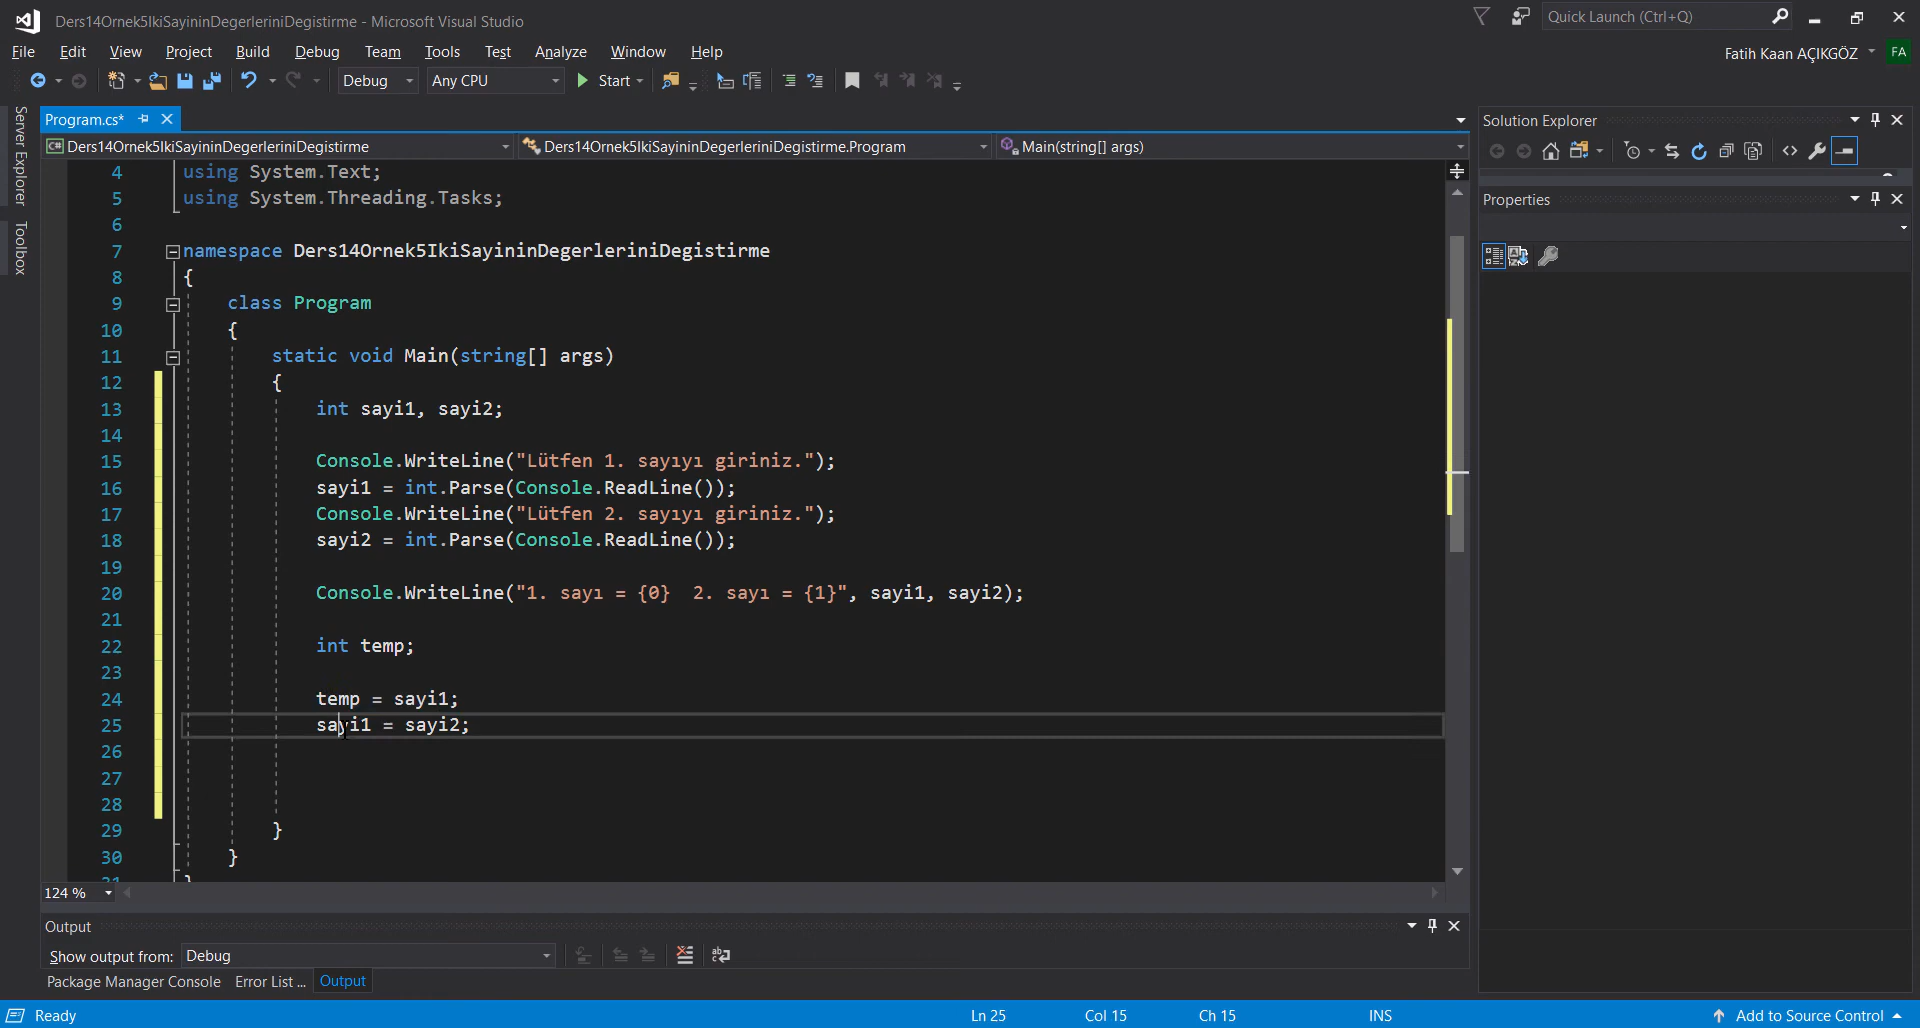 Ders14Ornek5IkiSayininDegerleriniDegistirme - Microsoft Visual Studio
Quick Launch (Ctrl+Q)
File Edit View Project Build Debug Team Tools Test Analyze Window Help
Fatih Kaan AÇIKGÖZ FA
Debug Any CPU Start
Server Explorer
Toolbox
Program.cs*
Solution Explorer
C# Ders14Ornek5IkiSayininDegerleriniDegistirme Ders14Ornek5IkiSayininDegerleriniDegistirme.Program Main(string[] args)
Properties
4 using System.Text;
5 using System.Threading.Tasks;
6
7 namespace Ders14Ornek5IkiSayininDegerleriniDegistirme
8 {
9 class Program
10 {
11 static void Main(string[] args)
12 {
13 int sayi1, sayi2;
14
15 Console.WriteLine("Lütfen 1. sayıyı giriniz.");
16 sayi1 = int.Parse(Console.ReadLine());
17 Console.WriteLine("Lütfen 2. sayıyı giriniz.");
18 sayi2 = int.Parse(Console.ReadLine());
19
20 Console.WriteLine("1. sayı = {0}  2. sayı = {1}", sayi1, sayi2);
21
22 int temp;
23
24 temp = sayi1;
25 sayi1 = sayi2;
26
27
28
29 }
30 }
124 %
Output
Show output from: Debug
Package Manager Console Error List ... Output
Ready Ln 25 Col 15 Ch 15 INS Add to Source Control